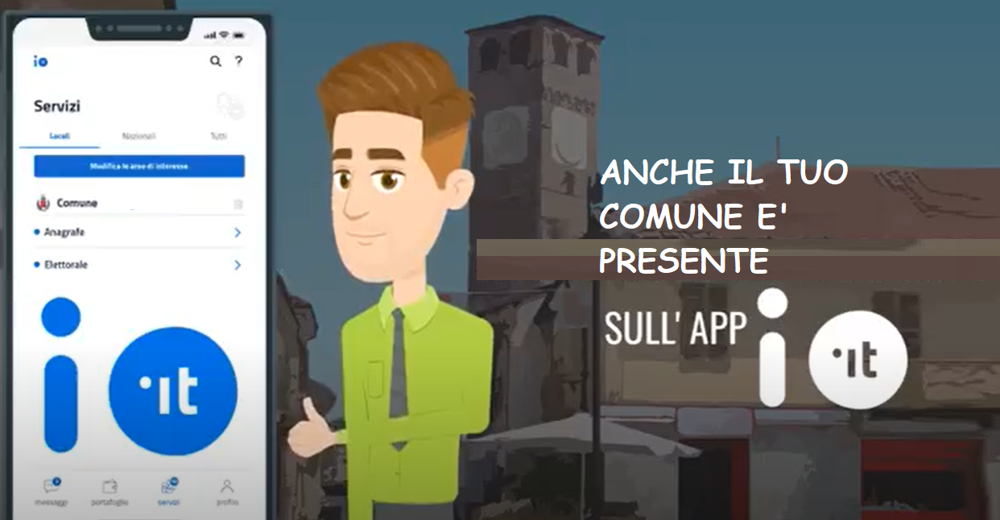 io
?
Servizi
Locali Nazionali Tutti
Modifica le aree di interesse
Comune
Anagrafe
Elettorale
io .it
messaggi portafoglio servizi profilo
ANCHE IL TUO
COMUNE E'
PRESENTE
SULL' APP io .it